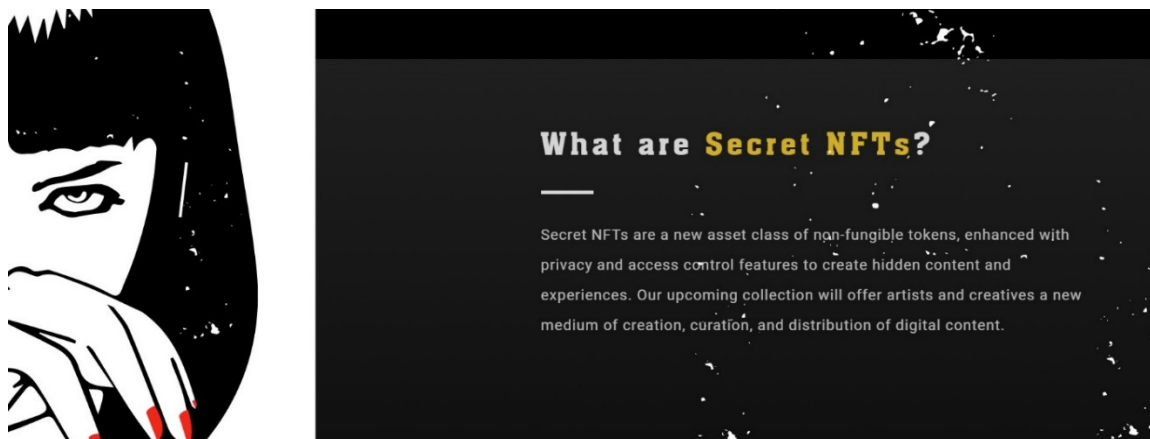 What are Secret NFTs?
Secret NFTs are a new asset class of non-fungible tokens, enhanced with
privacy and access control features to create hidden content and
experiences. Our upcoming collection will offer artists and creatives a new
medium of creation, curation, and distribution of digital content.